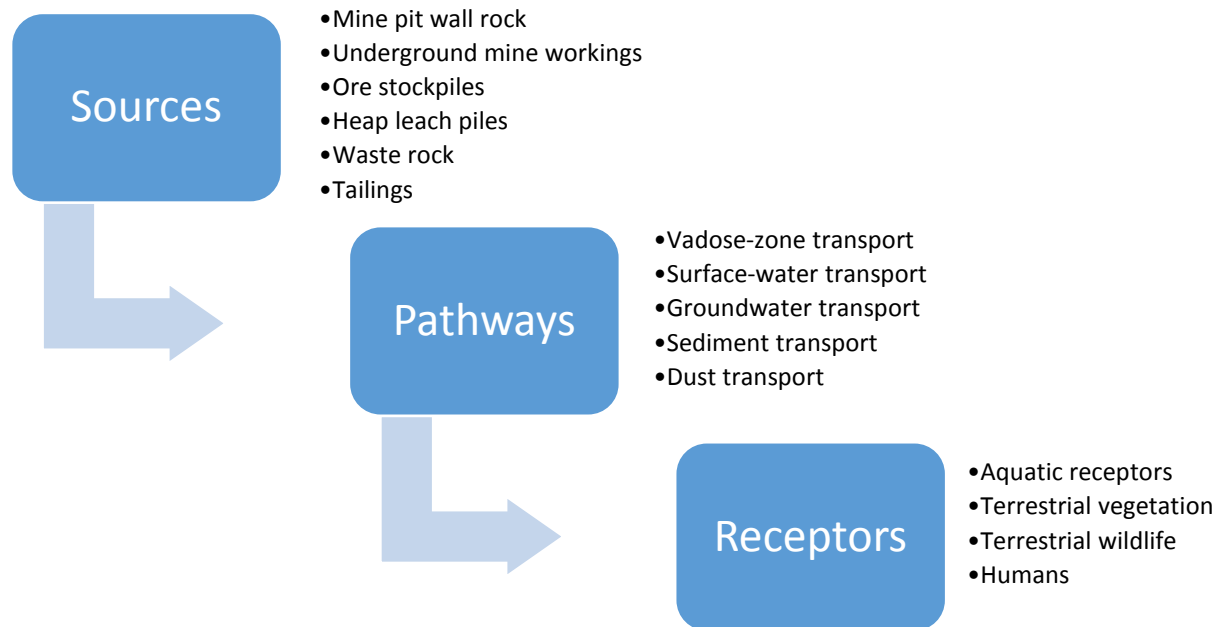 Sources
•Mine pit wall rock
•Underground mine workings
•Ore stockpiles
•Heap leach piles
•Waste rock
•Tailings
Pathways
•Vadose-zone transport
•Surface-water transport
•Groundwater transport
•Sediment transport
•Dust transport
Receptors
•Aquatic receptors
•Terrestrial vegetation
•Terrestrial wildlife
•Humans